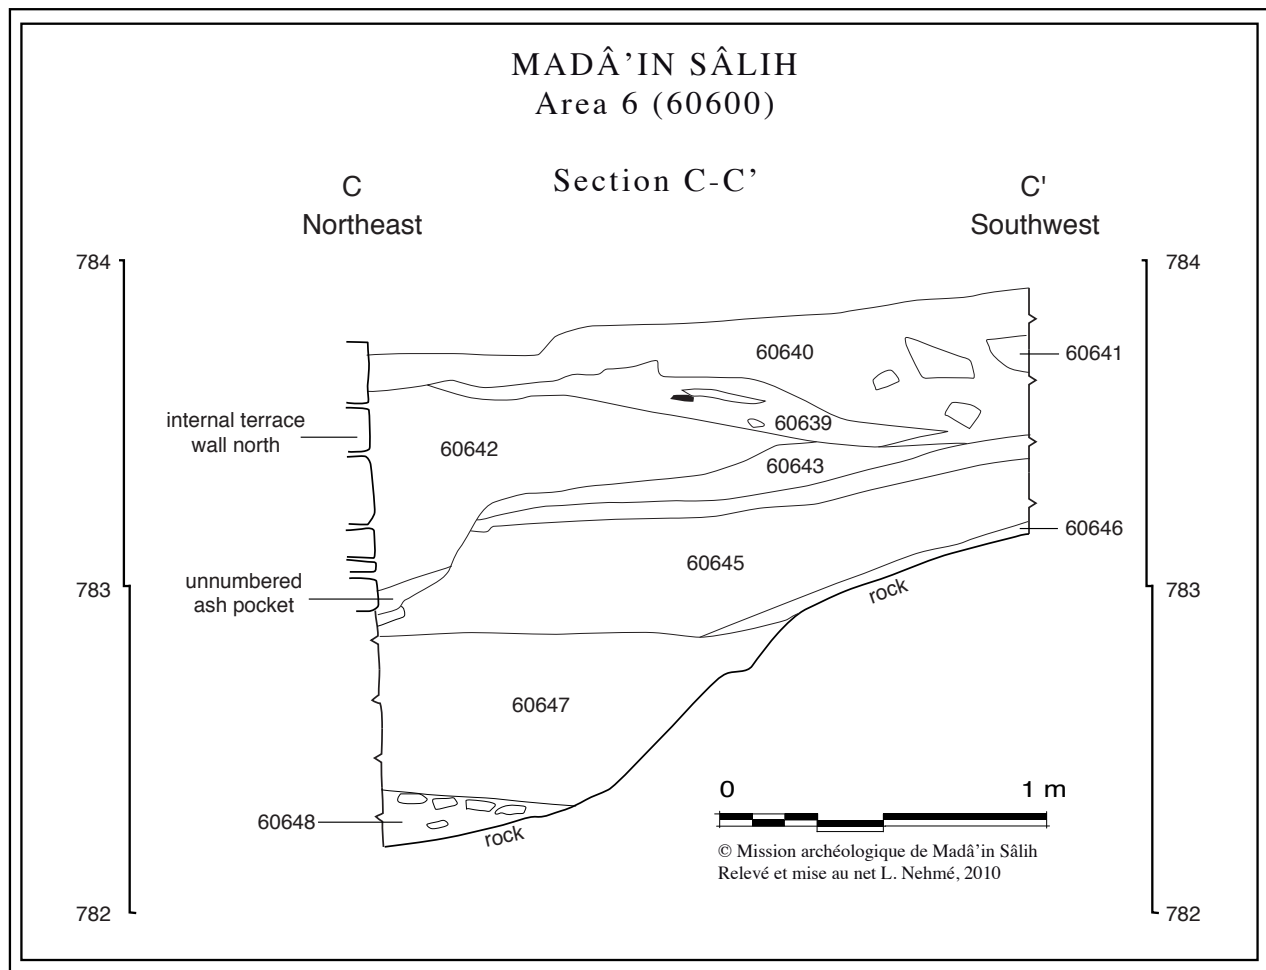 MADÂ’IN SÂLIH
Area 6 (60600)
Section C-C’
C
Northeast
C'
Southwest
784
784
60640
60641
internal terrace
wall north
60639
60642
60643
60646
60645
783
unnumbered
ash pocket
783
rock
60647
0 1 m
60648
rock
© Mission archéologique de Madâ’in Sâlih
Relevé et mise au net L. Nehmé, 2010
782
782